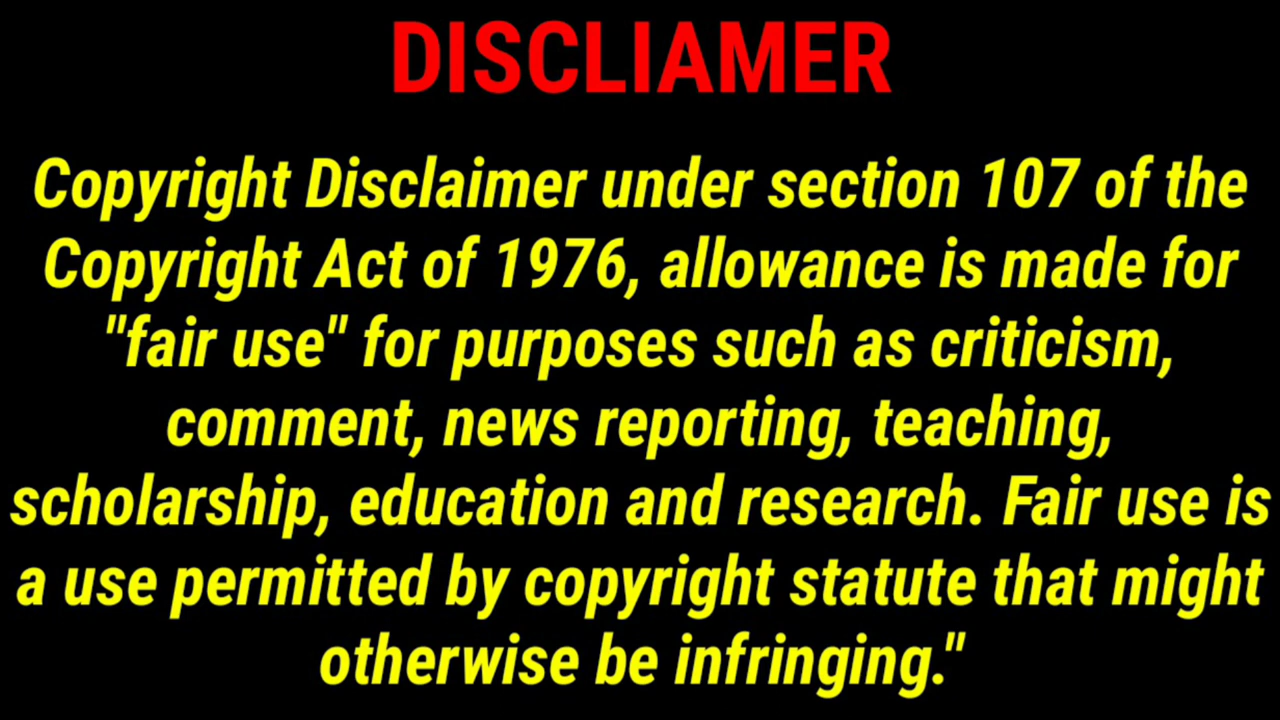 DISCLIAMER
Copyright Disclaimer under section 107 of the
Copyright Act of 1976, allowance is made for
"fair use" for purposes such as criticism,
comment, news reporting, teaching,
scholarship, education and research. Fair use is
a use permitted by copyright statute that might
otherwise be infringing."